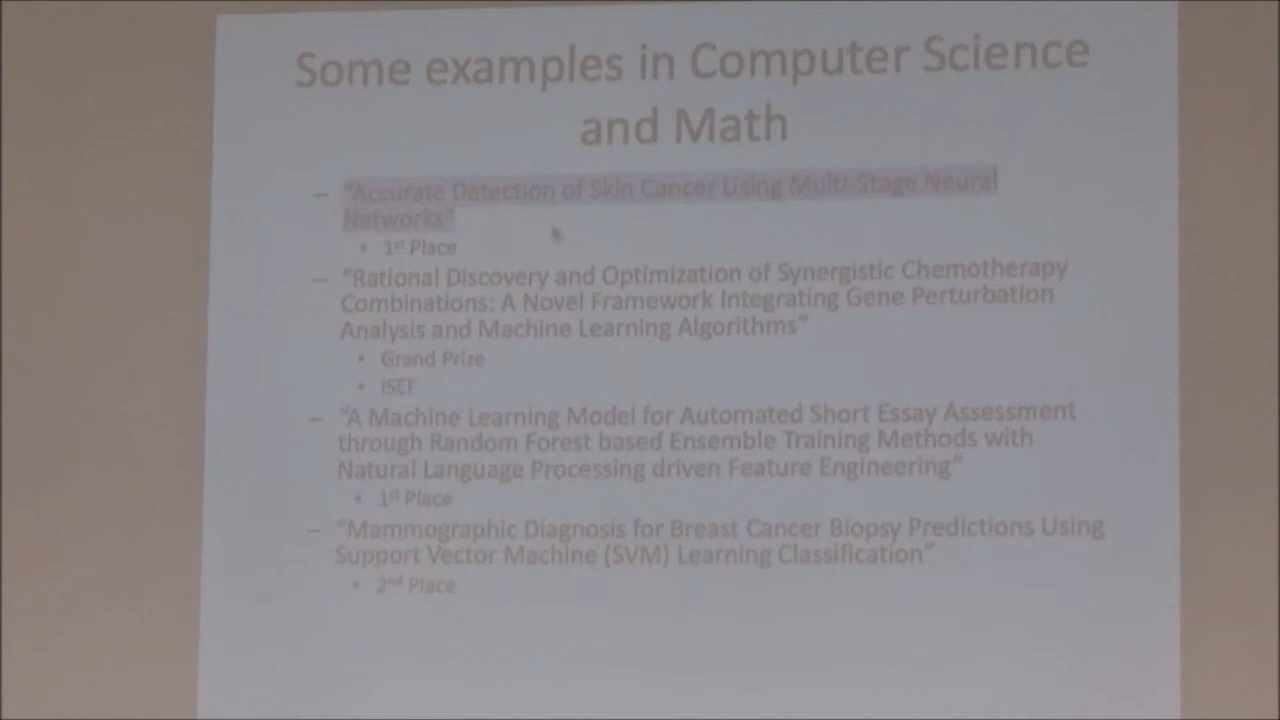 Some examples in Computer Science
and Math
– "Accurate Detection of Skin Cancer Using Multi-Stage Neural
Networks"
• 1st Place
– "Rational Discovery and Optimization of Synergistic Chemotherapy
Combinations: A Novel Framework Integrating Gene Perturbation
Analysis and Machine Learning Algorithms"
• Grand Prize
• ISEF
– "A Machine Learning Model for Automated Short Essay Assessment
through Random Forest based Ensemble Training Methods with
Natural Language Processing driven Feature Engineering"
• 1st Place
– "Mammographic Diagnosis for Breast Cancer Biopsy Predictions Using
Support Vector Machine (SVM) Learning Classification"
• 2nd Place